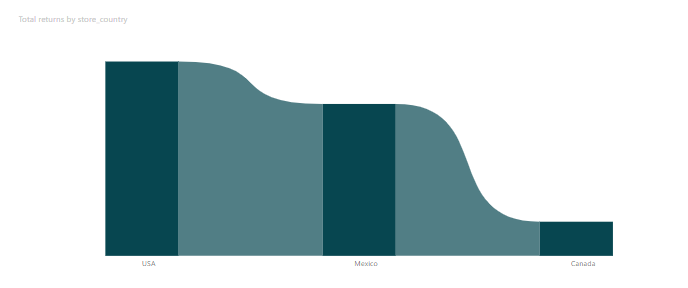 Total returns by store_country
USA
Mexico
Canada